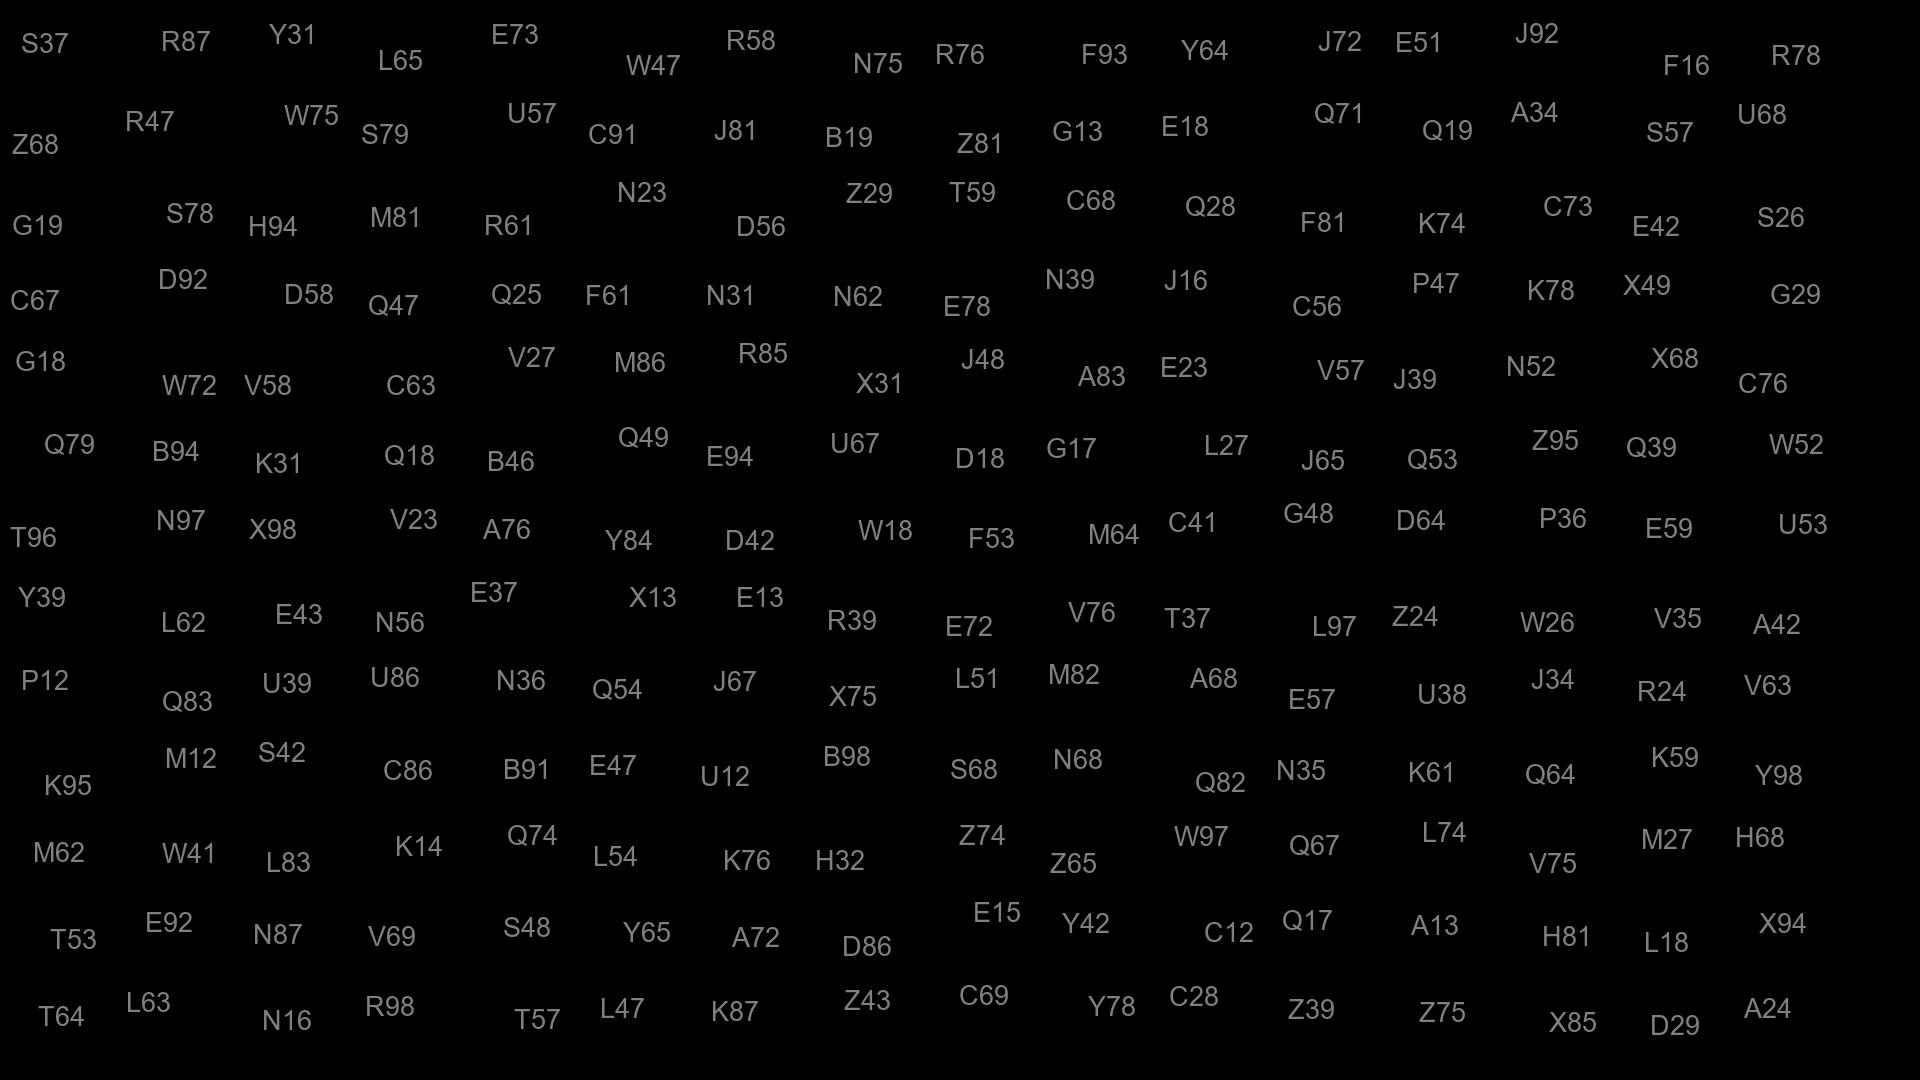 S37 R87 Y31 L65 E73 W47 R58 N75 R76 F93 Y64 J72 E51 J92 F16 R78
Z68 R47 W75 S79 U57 C91 J81 B19 Z81 G13 E18 Q71 Q19 A34 S57 U68
G19 S78 H94 M81 R61 N23 D56 Z29 T59 C68 Q28 F81 K74 C73 E42 S26
C67 D92 D58 Q47 Q25 F61 N31 N62 E78 N39 J16 C56 P47 K78 X49 G29
G18 W72 V58 C63 V27 M86 R85 X31 J48 A83 E23 V57 J39 N52 X68 C76
Q79 B94 K31 Q18 B46 Q49 E94 U67 D18 G17 L27 J65 Q53 Z95 Q39 W52
T96 N97 X98 V23 A76 Y84 D42 W18 F53 M64 C41 G48 D64 P36 E59 U53
Y39 L62 E43 N56 E37 X13 E13 R39 E72 V76 T37 L97 Z24 W26 V35 A42
P12 Q83 U39 U86 N36 Q54 J67 X75 L51 M82 A68 E57 U38 J34 R24 V63
K95 M12 S42 C86 B91 E47 U12 B98 S68 N68 Q82 N35 K61 Q64 K59 Y98
M62 W41 L83 K14 Q74 L54 K76 H32 Z74 Z65 W97 Q67 L74 V75 M27 H68
T53 E92 N87 V69 S48 Y65 A72 D86 E15 Y42 C12 Q17 A13 H81 L18 X94
T64 L63 N16 R98 T57 L47 K87 Z43 C69 Y78 C28 Z39 Z75 X85 D29 A24